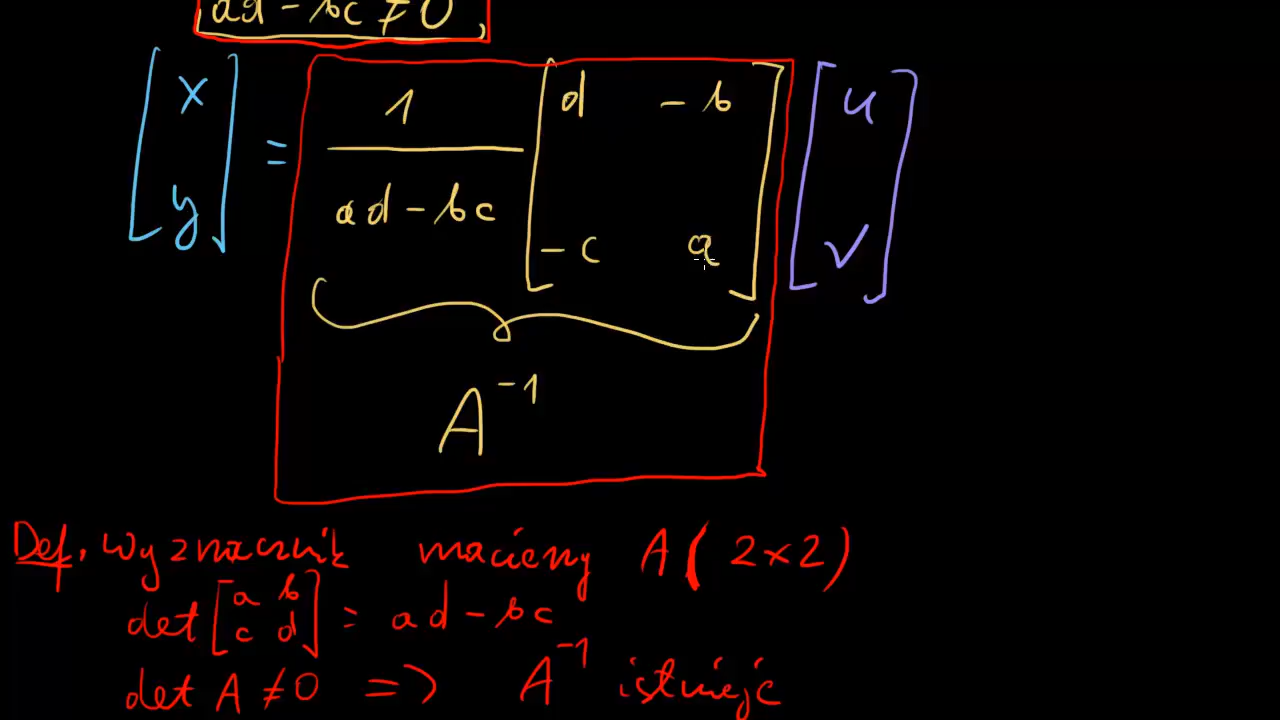 ad - bc ≠ 0,
[x y] = 1/(ad - bc) [d -b -c a] [u v]
A⁻¹
Def. Wyznacznik macierzy A (2×2)
det [a b c d] = ad - bc
det A ≠ 0 => A⁻¹ istnieje